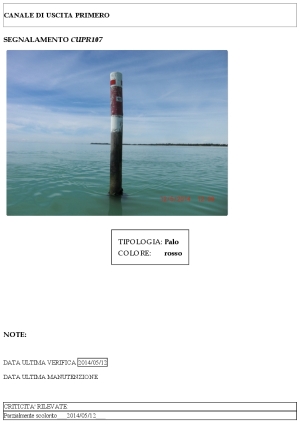 CANALE DI USCITA PRIMERO
SEGNALAMENTO CUPR107
TIPOLOGIA: Palo
COLORE: rosso
NOTE:
DATA ULTIMA VERIFICA 2014/05/12
DATA ULTIMA MANUTENZIONE
CRITICITA' RILEVATE
Parzialmente scolorito 2014/05/12